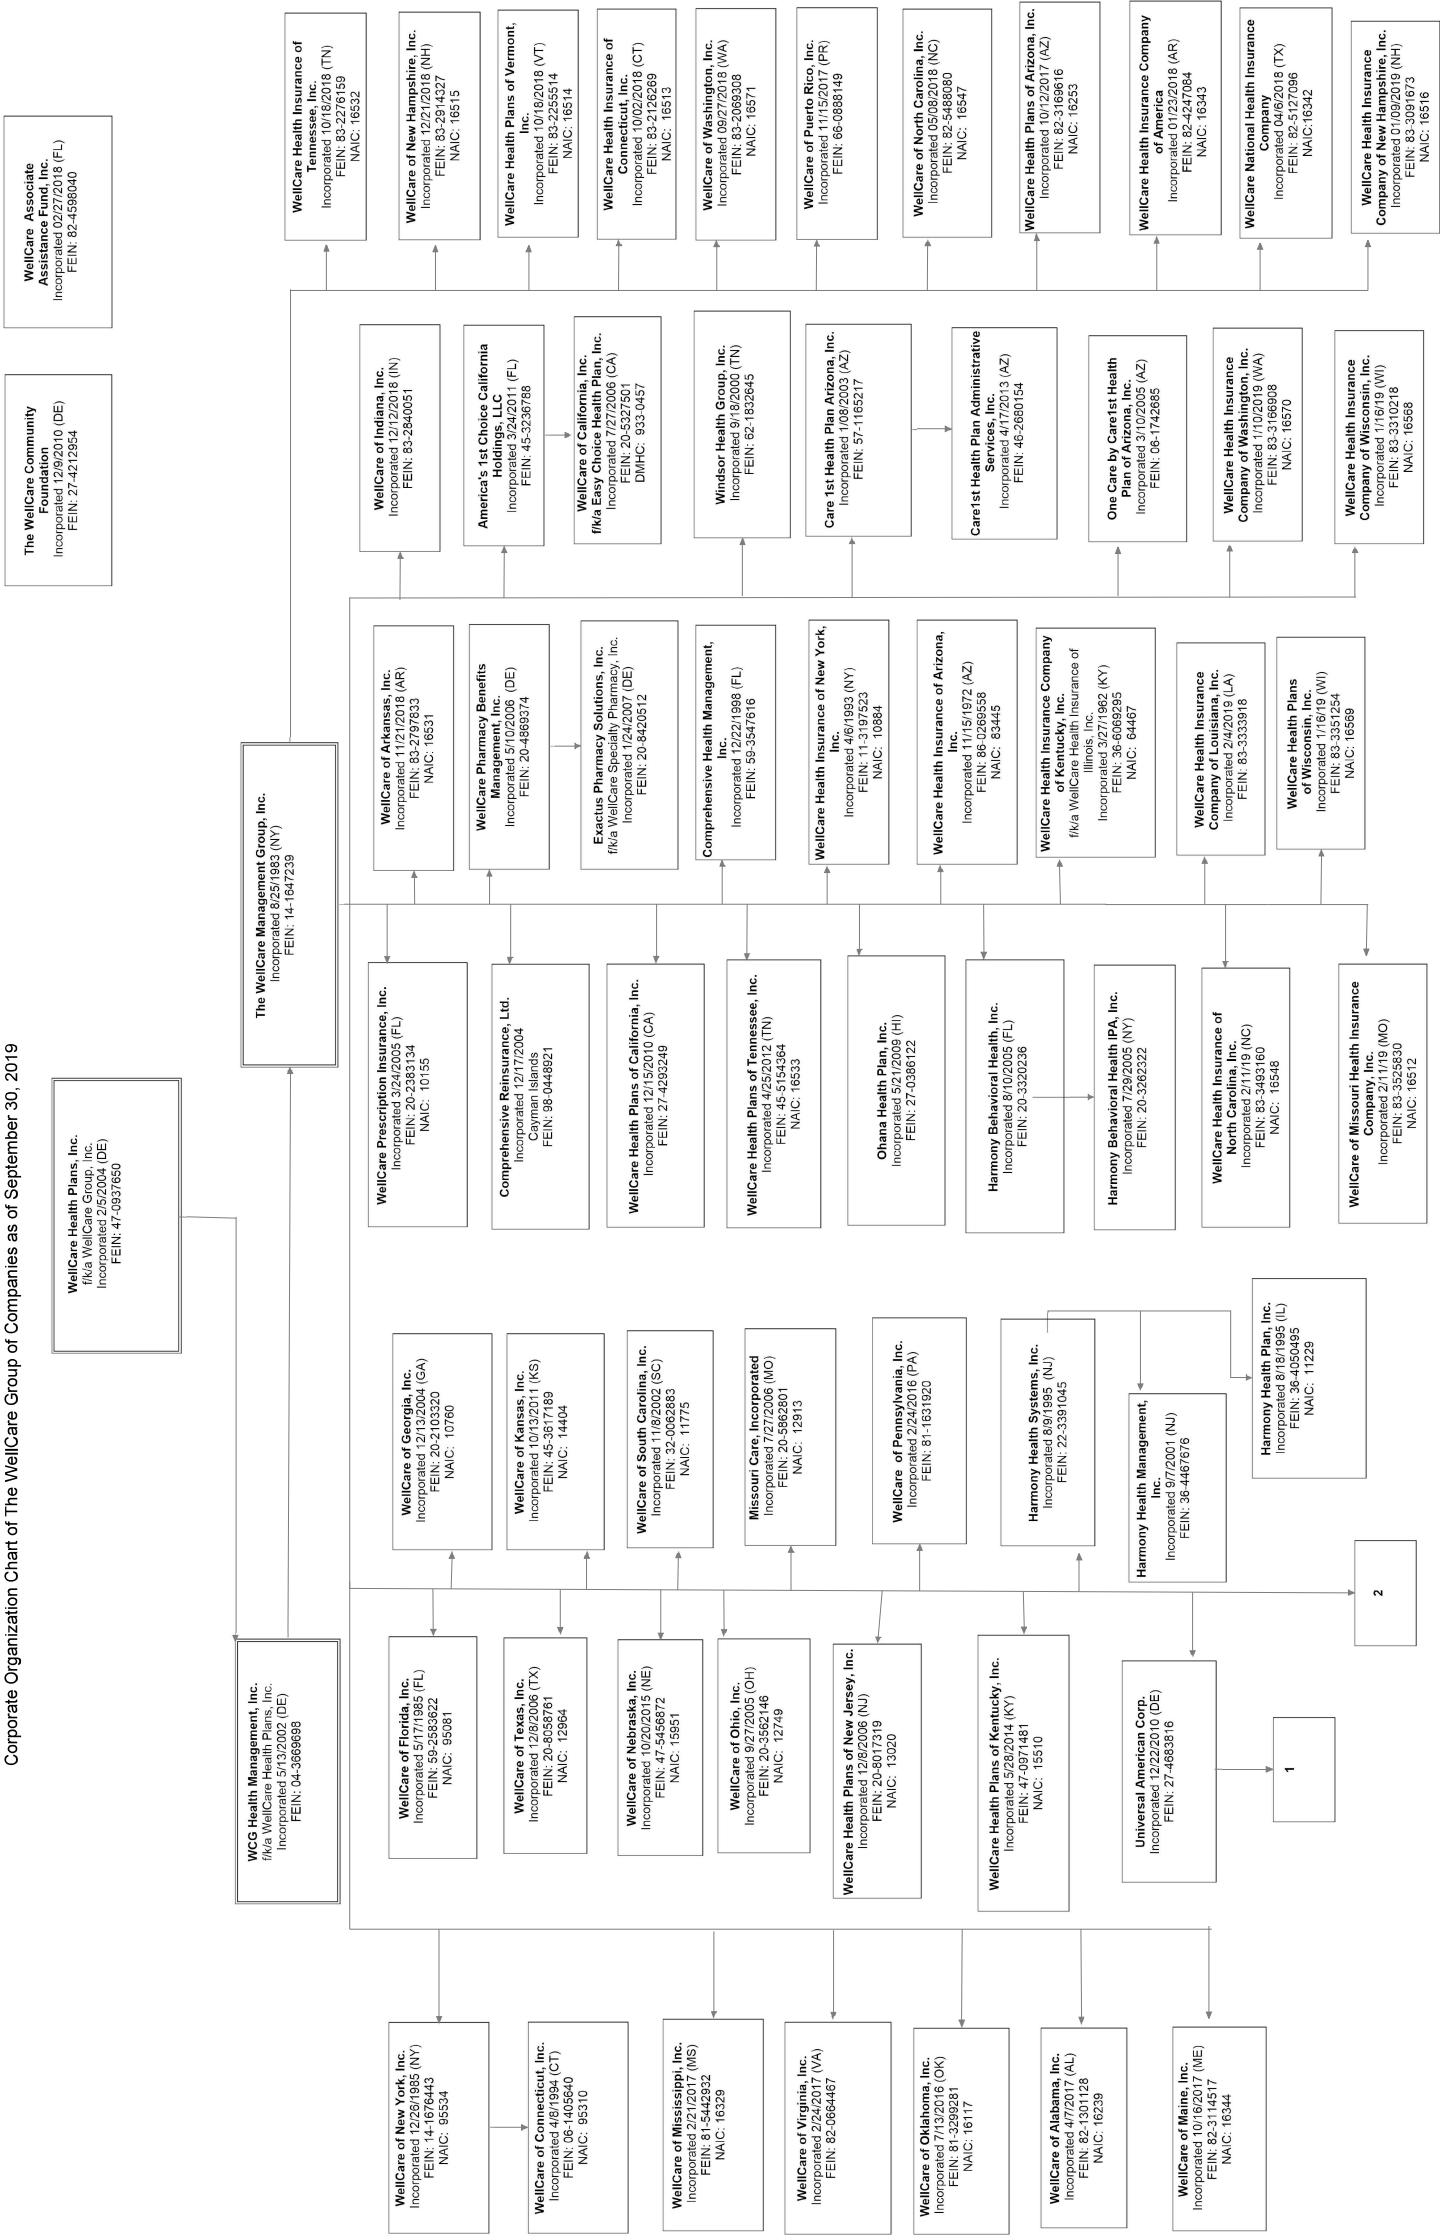 Corporate Organization Chart of The WellCare Group of Companies as of September 30, 2019
WellCare Health Plans, Inc.
f/k/a WellCare Group, Inc.
Incorporated 2/5/2004 (DE)
FEIN: 47-0937650
The WellCare Community
Foundation
Incorporated 12/9/2010 (DE)
FEIN: 27-4212954
WellCare Associate
Assistance Fund, Inc.
Incorporated 02/27/2018 (FL)
FEIN: 82-4598040
WCG Health Management, Inc.
f/k/a WellCare Health Plans, Inc.
Incorporated 5/13/2002 (DE)
FEIN: 04-3669698
The WellCare Management Group, Inc.
Incorporated 8/25/1983 (NY)
FEIN: 14-1647239
WellCare of New York, Inc.
Incorporated 12/26/1985 (NY)
FEIN: 14-1676443
NAIC: 95534
WellCare of Connecticut, Inc.
Incorporated 4/8/1994 (CT)
FEIN: 06-1405640
NAIC: 95310
WellCare of Mississippi, Inc.
Incorporated 2/21/2017 (MS)
FEIN: 81-5442932
NAIC: 16329
WellCare of Virginia, Inc.
Incorporated 2/24/2017 (VA)
FEIN: 82-0664467
WellCare of Oklahoma, Inc.
Incorporated 7/13/2016 (OK)
FEIN: 81-3299281
NAIC: 16117
WellCare of Alabama, Inc.
Incorporated 4/7/2017 (AL)
FEIN: 82-1301128
NAIC: 16239
WellCare of Maine, Inc.
Incorporated 10/16/2017 (ME)
FEIN: 82-3114517
NAIC: 16344
WellCare of Florida, Inc.
Incorporated 5/17/1985 (FL)
FEIN: 59-2583622
NAIC: 95081
WellCare of Texas, Inc.
Incorporated 12/8/2006 (TX)
FEIN: 20-8058761
NAIC: 12964
WellCare of Nebraska, Inc.
Incorporated 10/20/2015 (NE)
FEIN: 47-5456872
NAIC: 15951
WellCare of Ohio, Inc.
Incorporated 9/27/2005 (OH)
FEIN: 20-3562146
NAIC: 12749
WellCare Health Plans of New Jersey, Inc.
Incorporated 12/8/2006 (NJ)
FEIN: 20-8017319
NAIC: 13020
WellCare Health Plans of Kentucky, Inc.
Incorporated 5/28/2014 (KY)
FEIN: 47-0971481
NAIC: 15510
Universal American Corp.
Incorporated 12/22/2010 (DE)
FEIN: 27-4683816
1
WellCare of Georgia, Inc.
Incorporated 12/13/2004 (GA)
FEIN: 20-2103320
NAIC: 10760
WellCare of Kansas, Inc.
Incorporated 10/13/2011 (KS)
FEIN: 45-3617189
NAIC: 14404
WellCare of South Carolina, Inc.
Incorporated 11/8/2002 (SC)
FEIN: 32-0062883
NAIC: 11775
Missouri Care, Incorporated
Incorporated 7/27/2006 (MO)
FEIN: 20-5862801
NAIC: 12913
WellCare of Pennsylvania, Inc.
Incorporated 2/24/2016 (PA)
FEIN: 81-1631920
Harmony Health Systems, Inc.
Incorporated 8/9/1995 (NJ)
FEIN: 22-3391045
Harmony Health Management,
Inc.
Incorporated 9/7/2001 (NJ)
FEIN: 36-4467676
Harmony Health Plan, Inc.
Incorporated 8/18/1995 (IL)
FEIN: 36-4050495
NAIC: 11229
2
WellCare Prescription Insurance, Inc.
Incorporated 3/24/2005 (FL)
FEIN: 20-2383134
NAIC: 10155
Comprehensive Reinsurance, Ltd.
Incorporated 12/17/2004
Cayman Islands
FEIN: 98-0448921
WellCare Health Plans of California, Inc.
Incorporated 12/15/2010 (CA)
FEIN: 27-4293249
WellCare Health Plans of Tennessee, Inc.
Incorporated 4/25/2012 (TN)
FEIN: 45-5154364
NAIC: 16533
Ohana Health Plan, Inc.
Incorporated 5/21/2009 (HI)
FEIN: 27-0386122
Harmony Behavioral Health, Inc.
Incorporated 8/10/2005 (FL)
FEIN: 20-3320236
Harmony Behavioral Health IPA, Inc.
Incorporated 7/29/2005 (NY)
FEIN: 20-3262322
WellCare Health Insurance of
North Carolina, Inc.
Incorporated 2/11/19 (NC)
FEIN: 83-3493160
NAIC: 16548
WellCare of Missouri Health Insurance
Company, Inc.
Incorporated 2/11/19 (MO)
FEIN: 83-3525830
NAIC: 16512
WellCare of Arkansas, Inc.
Incorporated 11/21/2018 (AR)
FEIN: 83-2797833
NAIC: 16531
WellCare Pharmacy Benefits
Management, Inc.
Incorporated 5/10/2006 (DE)
FEIN: 20-4869374
Exactus Pharmacy Solutions, Inc.
f/k/a WellCare Specialty Pharmacy, Inc.
Incorporated 1/24/2007 (DE)
FEIN: 20-8420512
Comprehensive Health Management,
Inc.
Incorporated 12/22/1998 (FL)
FEIN: 59-3547616
WellCare Health Insurance of New York,
Inc.
Incorporated 4/6/1993 (NY)
FEIN: 11-3197523
NAIC: 10884
WellCare Health Insurance of Arizona,
Inc.
Incorporated 11/15/1972 (AZ)
FEIN: 86-0269558
NAIC: 83445
WellCare Health Insurance Company
of Kentucky, Inc.
f/k/a WellCare Health Insurance of
Illinois, Inc.
Incorporated 3/27/1962 (KY)
FEIN: 36-6069295
NAIC: 64467
WellCare Health Insurance
Company of Louisiana, Inc.
Incorporated 2/4/2019 (LA)
FEIN: 83-3333918
WellCare Health Plans
of Wisconsin, Inc.
Incorporated 1/16/19 (WI)
FEIN: 83-3351254
NAIC: 16569
WellCare of Indiana, Inc.
Incorporated 12/12/2018 (IN)
FEIN: 83-2840051
America's 1st Choice California
Holdings, LLC
Incorporated 3/24/2011 (FL)
FEIN: 45-3236788
WellCare of California, Inc.
f/k/a Easy Choice Health Plan, Inc.
Incorporated 7/27/2006 (CA)
FEIN: 20-5327501
DMHC: 933-0457
Windsor Health Group, Inc.
Incorporated 9/18/2000 (TN)
FEIN: 62-1832645
Care 1st Health Plan Arizona, Inc.
Incorporated 1/08/2003 (AZ)
FEIN: 57-1165217
Care1st Health Plan Administrative
Services, Inc.
Incorporated 4/17/2013 (AZ)
FEIN: 46-2680154
One Care by Care1st Health
Plan of Arizona, Inc.
Incorporated 3/10/2005 (AZ)
FEIN: 06-1742685
WellCare Health Insurance
Company of Washington, Inc.
Incorporated 1/10/2019 (WA)
FEIN: 83-3166908
NAIC: 16570
WellCare Health Insurance
Company of Wisconsin, Inc.
Incorporated 1/16/19 (WI)
FEIN: 83-3310218
NAIC: 16568
WellCare Health Insurance of
Tennessee, Inc.
Incorporated 10/18/2018 (TN)
FEIN: 83-2276159
NAIC: 16532
WellCare of New Hampshire, Inc.
Incorporated 12/21/2018 (NH)
FEIN: 83-2914327
NAIC: 16515
WellCare Health Plans of Vermont,
Inc.
Incorporated 10/18/2018 (VT)
FEIN: 83-2255514
NAIC: 16514
WellCare Health Insurance of
Connecticut, Inc.
Incorporated 10/02/2018 (CT)
FEIN: 83-2126269
NAIC: 16513
WellCare of Washington, Inc.
Incorporated 09/27/2018 (WA)
FEIN: 83-2069308
NAIC: 16571
WellCare of Puerto Rico, Inc.
Incorporated 11/15/2017 (PR)
FEIN: 66-0888149
WellCare of North Carolina, Inc.
Incorporated 05/08/2018 (NC)
FEIN: 82-5488080
NAIC: 16547
WellCare Health Plans of Arizona, Inc.
Incorporated 10/12/2017 (AZ)
FEIN: 82-3169616
NAIC: 16253
WellCare Health Insurance Company
of America
Incorporated 01/23/2018 (AR)
FEIN: 82-4247084
NAIC: 16343
WellCare National Health Insurance
Company
Incorporated 04/6/2018 (TX)
FEIN: 82-5127096
NAIC:16342
WellCare Health Insurance
Company of New Hampshire, Inc.
Incorporated 01/09/2019 (NH)
FEIN: 83-3091673
NAIC: 16516